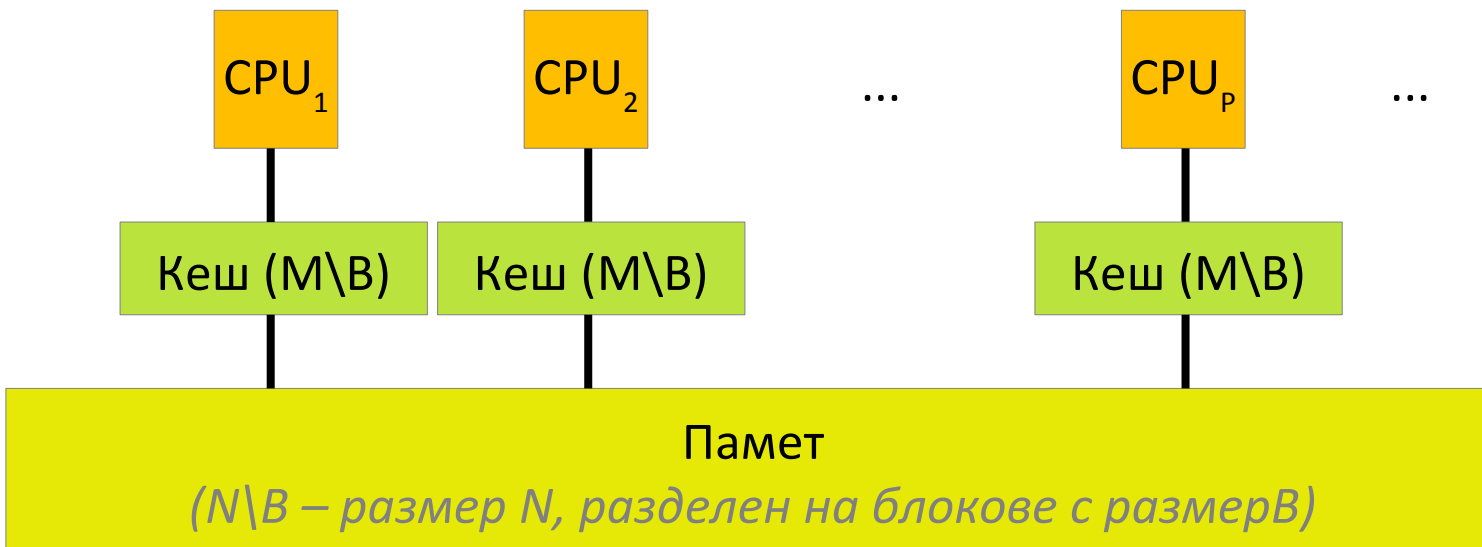 CPU₁ CPU₂ ... CPUₚ ...
Кеш (M\B) Кеш (M\B) Кеш (M\B)
Памет
(N\B – размер N, разделен на блокове с размерB)